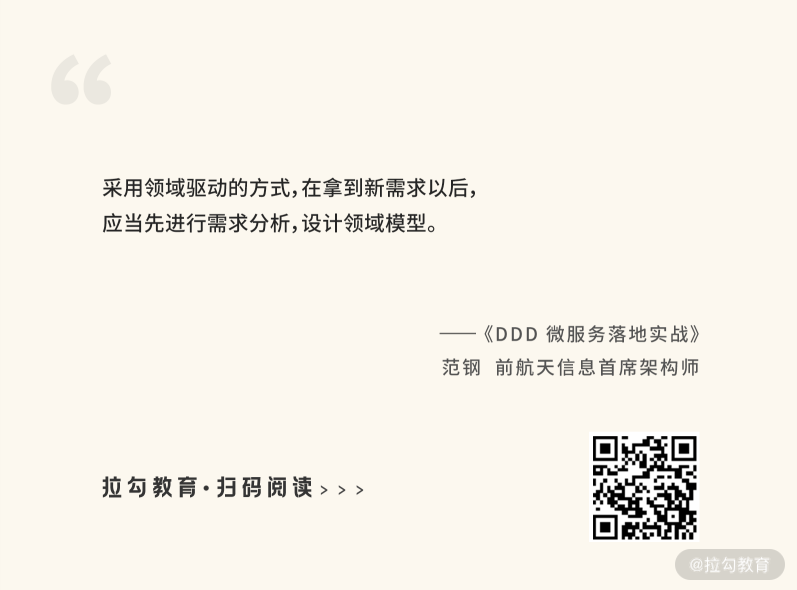 “
采用领域驱动的方式，在拿到新需求以后，
应当先进行需求分析，设计领域模型。
——《DDD 微服务落地实战》
范钢 前航天信息首席架构师
拉勾教育·扫码阅读 > > >
@拉勾教育